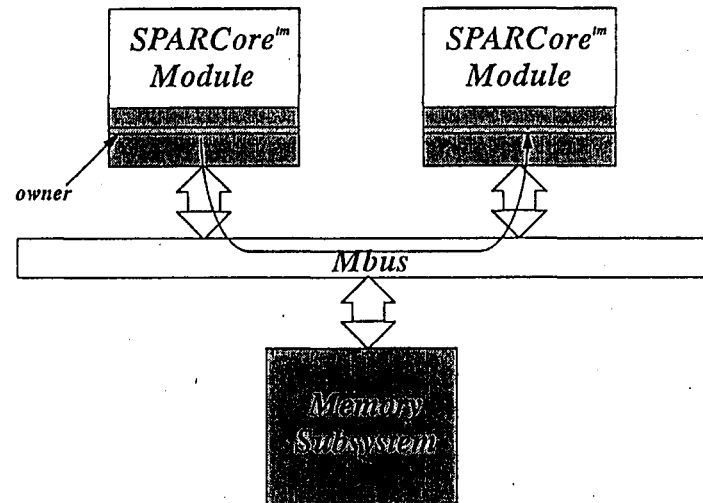 SPARCore™
Module
SPARCore™
Module
owner
Mbus
Memory
Subsystem